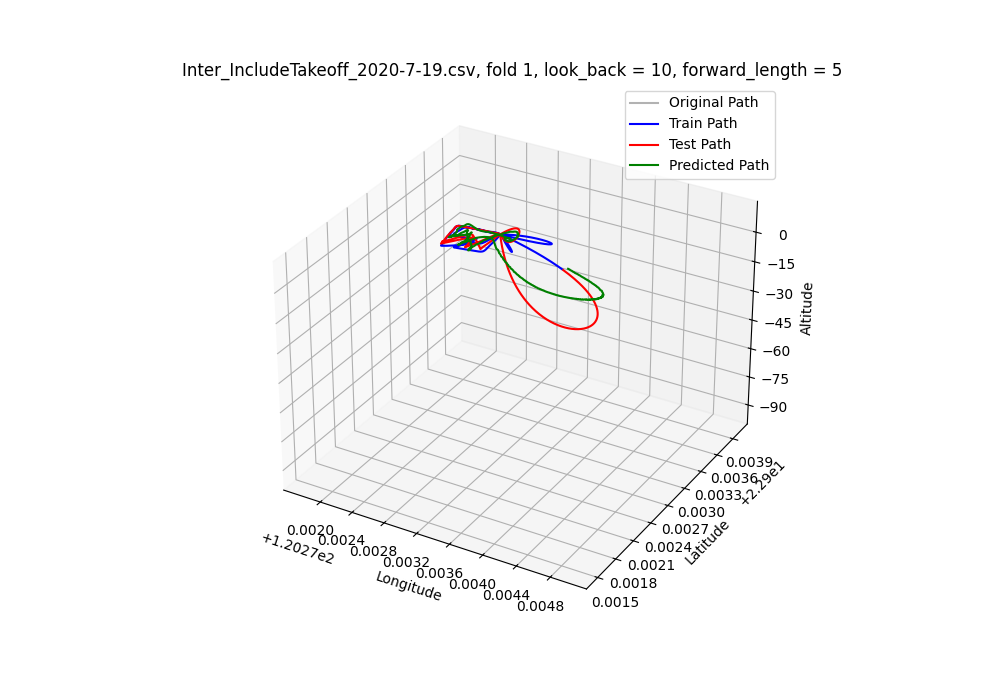 Inter_IncludeTakeoff_2020-7-19.csv, fold 1, look_back = 10, forward_length = 5
Original Path
Train Path
Test Path
Predicted Path
0
−15
−30
−45
−60
−75
−90
Altitude
0.0039
0.0036
0.0033
0.0030
0.0027
0.0024
0.0021
0.0018
0.0015
+2.29e1
Latitude
0.0020
0.0024
0.0028
0.0032
0.0036
0.0040
0.0044
0.0048
+1.2027e2
Longitude